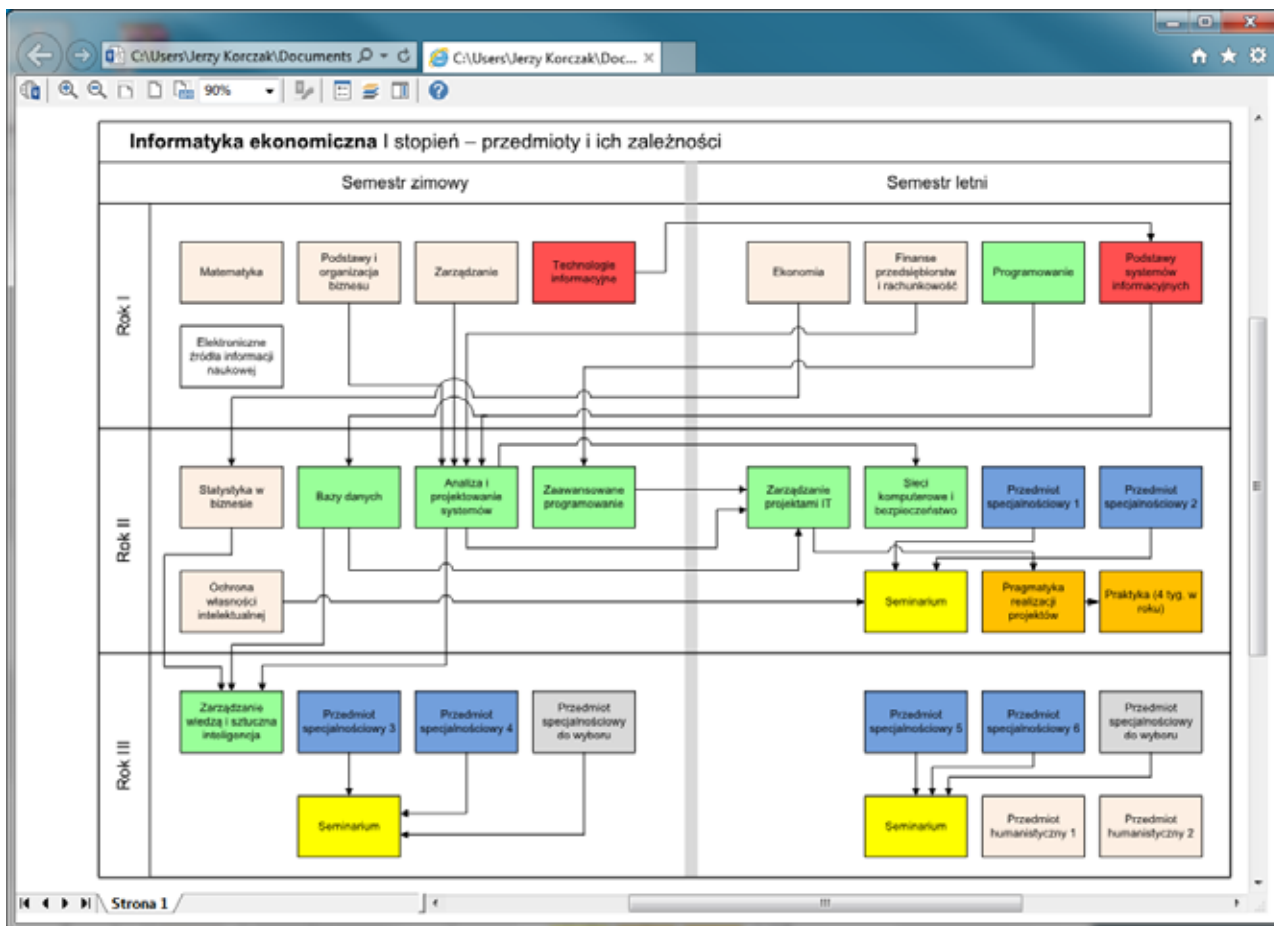 C:\Users\Jerzy Korczak\Documents
C:\Users\Jerzy Korczak\Doc...
90%
Informatyka ekonomiczna I stopień – przedmioty i ich zależności
Semestr zimowy
Semestr letni
Rok I
Matematyka
Podstawy i
organizacja
biznesu
Zarządzanie
Technologie
informacyjne
Ekonomia
Finanse
przedsiębiorstw
i rachunkowość
Programowanie
Podstawy
systemów
informacyjnych
Elektroniczne
źródła informacji
naukowej
Rok II
Statystyka w
biznesie
Bazy danych
Analiza i
projektowanie
systemów
Zaawansowane
programowanie
Zarządzanie
projektami IT
Sieci
komputerowe i
bezpieczeństwo
Przedmiot
specjalnościowy 1
Przedmiot
specjalnościowy 2
Ochrona
własności
intelektualnej
Seminarium
Pragmatyka
realizacji
projektów
Praktyka (4 tyg. w
roku)
Rok III
Zarządzanie
wiedzą i sztuczna
inteligencja
Przedmiot
specjalnościowy 3
Przedmiot
specjalnościowy 4
Przedmiot
specjalnościowy
do wyboru
Przedmiot
specjalnościowy 5
Przedmiot
specjalnościowy 6
Przedmiot
specjalnościowy
do wyboru
Seminarium
Seminarium
Przedmiot
humanistyczny 1
Przedmiot
humanistyczny 2
Strona 1